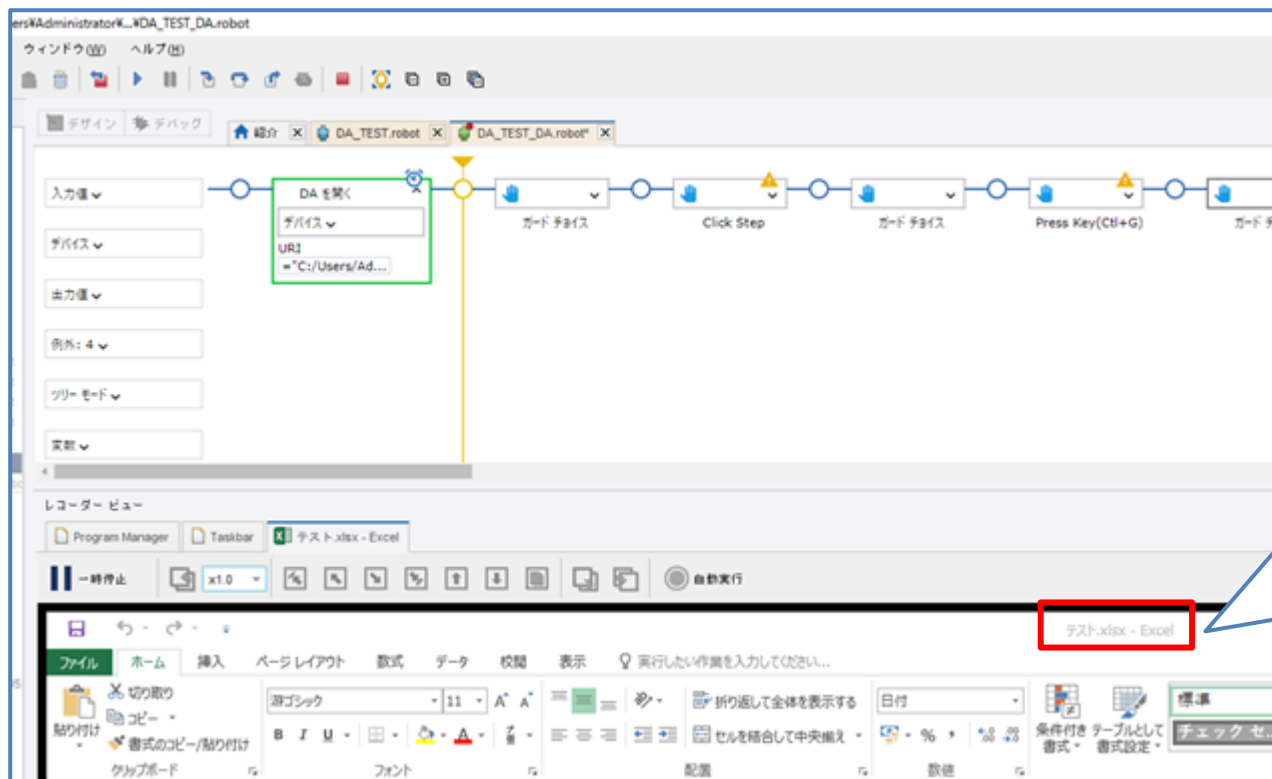 ers¥Administrator¥...¥DA_TEST_DA.robot
ウィンドウ(W) ヘルプ(H)
デザイン デバッグ 紹介 DA_TEST.robot DA_TEST_DA.robot*
入力値
DA を開く
デバイス
URI
="C:/Users/Ad...
ガード チョイス Click Step ガード チョイス Press Key(Ctl+G) ガード チ
デバイス
出力値
例外: 4
ツリー モード
変数
レコーダー ビュー
Program Manager Taskbar テスト.xlsx - Excel
一時停止 x1.0 自動実行
テスト.xlsx - Excel
ファイル ホーム 挿入 ページ レイアウト 数式 データ 校閲 表示 実行したい作業を入力してください...
貼り付け
切り取り
コピー
書式のコピー/貼り付け
クリップボード
游ゴシック 11 A A
B I U A
フォント
折り返して全体を表示する
セルを結合して中央揃え
配置
日付
% ,
数値
条件付き書式
テーブルとして書式設定
標準
チェック セ...